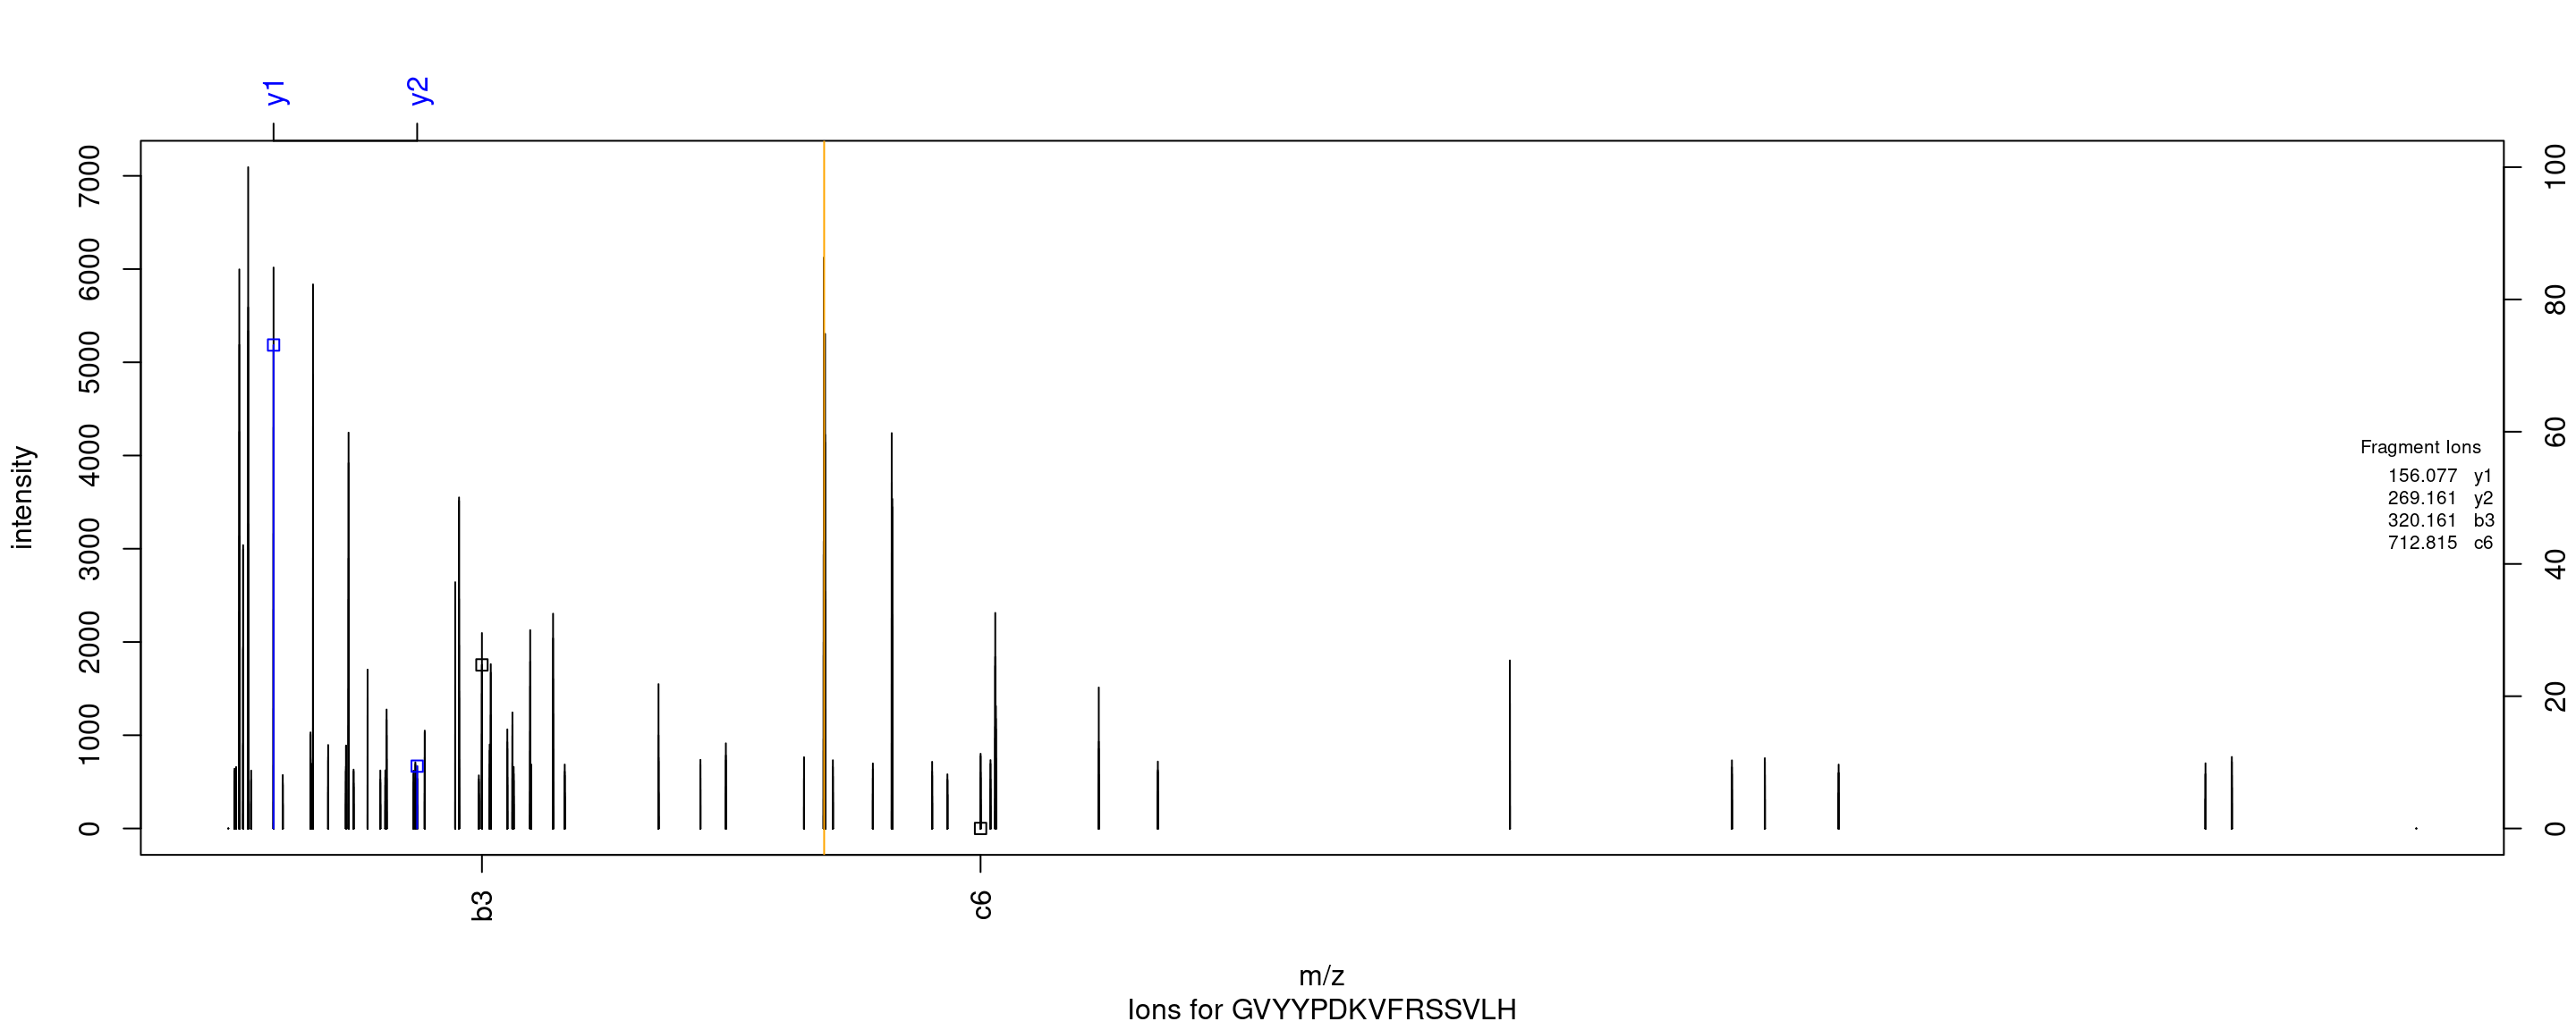 y1 y2
7000 100
6000
80
5000
4000 60
Fragment Ions
156.077 y1
269.161 y2
320.161 b3
712.815 c6
intensity
3000 40
2000
20
1000
0 0
b3 c6
m/z
Ions for GVYYPDKVFRSSVLH